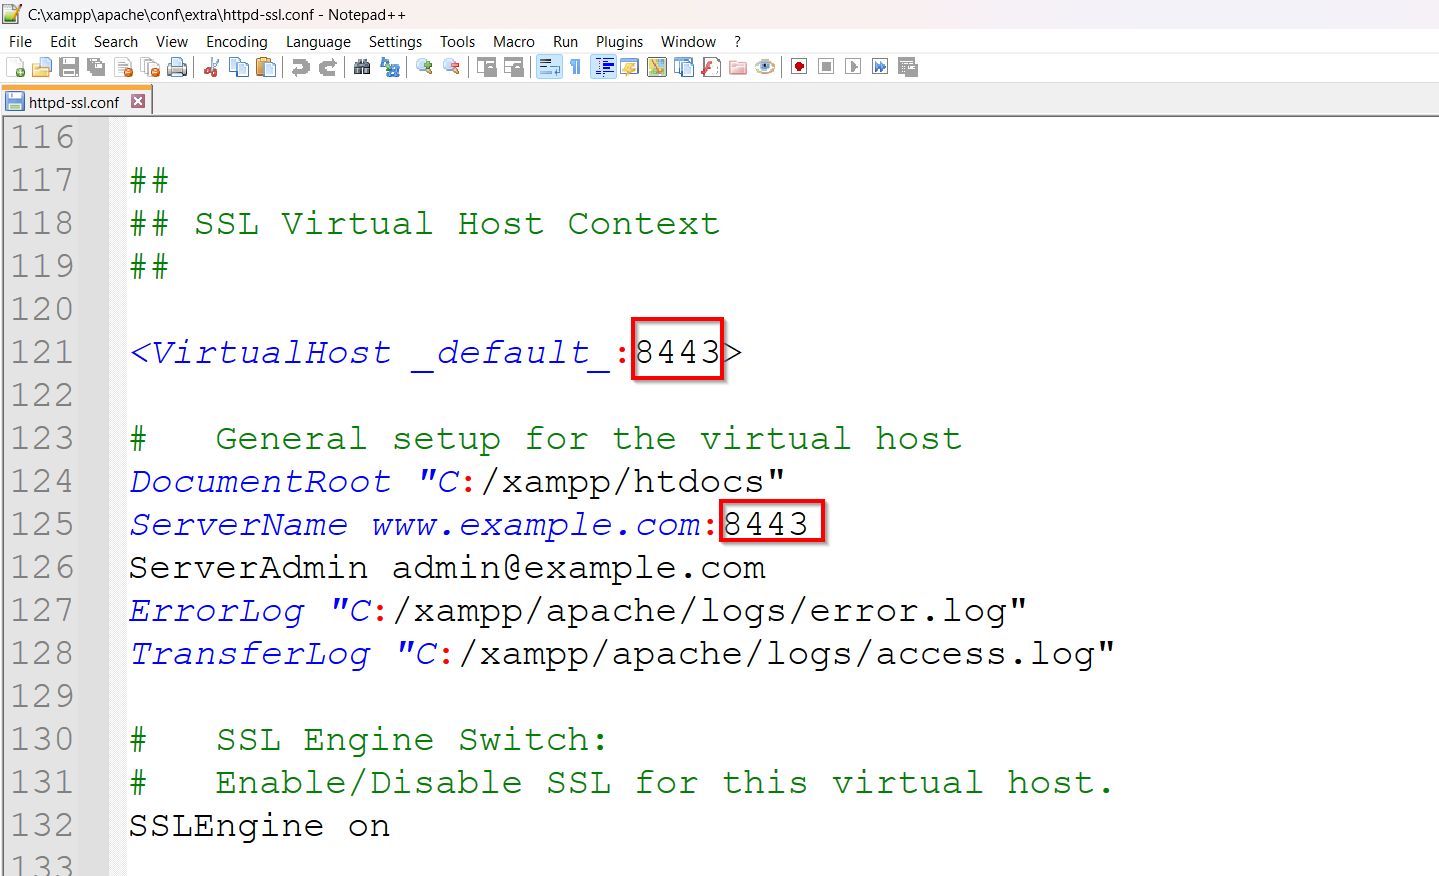 C:\xampp\apache\conf\extra\httpd-ssl.conf - Notepad++
File Edit Search View Encoding Language Settings Tools Macro Run Plugins Window ?
httpd-ssl.conf
116
117 ##
118 ## SSL Virtual Host Context
119 ##
120
121 <VirtualHost _default_:8443>
122
123 #   General setup for the virtual host
124 DocumentRoot "C:/xampp/htdocs"
125 ServerName www.example.com:8443
126 ServerAdmin admin@example.com
127 ErrorLog "C:/xampp/apache/logs/error.log"
128 TransferLog "C:/xampp/apache/logs/access.log"
129
130 #   SSL Engine Switch:
131 #   Enable/Disable SSL for this virtual host.
132 SSLEngine on
133